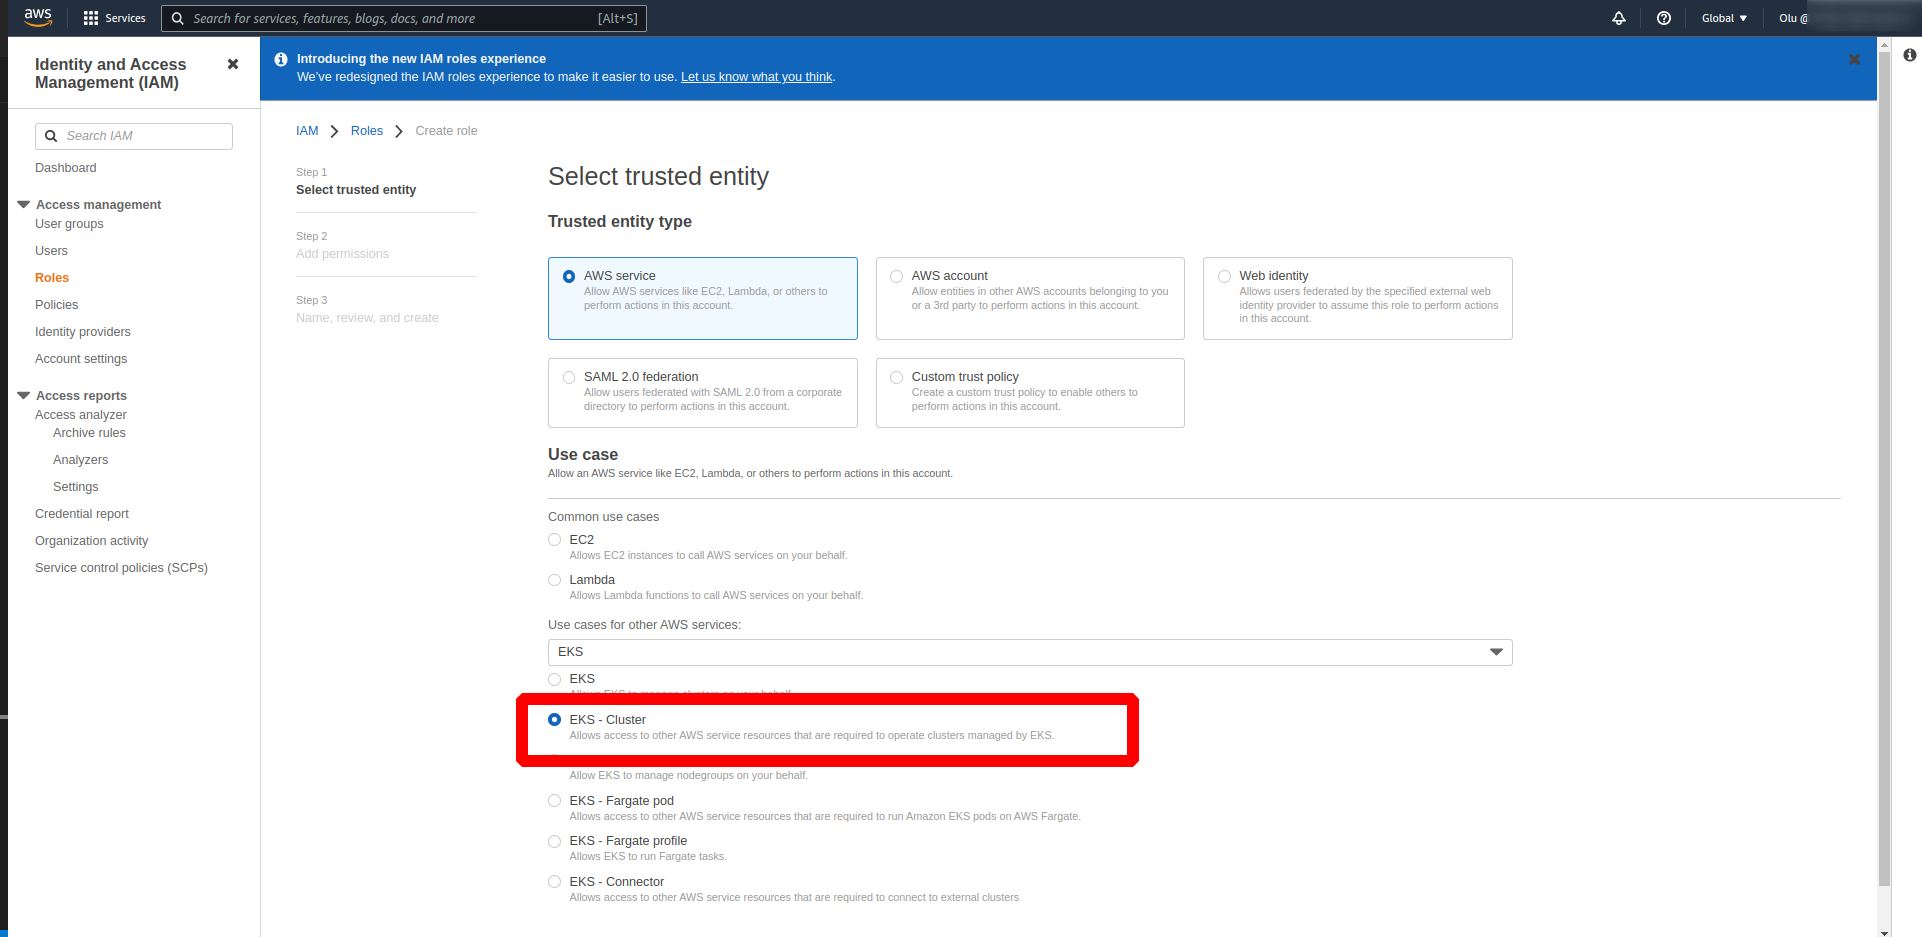 aws
Services
Search for services, features, blogs, docs, and more
[Alt+S]
Global
Olu @
Identity and Access
Management (IAM)
Search IAM
Dashboard
Access management
User groups
Users
Roles
Policies
Identity providers
Account settings
Access reports
Access analyzer
Archive rules
Analyzers
Settings
Credential report
Organization activity
Service control policies (SCPs)
Introducing the new IAM roles experience
We've redesigned the IAM roles experience to make it easier to use. Let us know what you think.
IAM
Roles
Create role
Step 1
Select trusted entity
Step 2
Add permissions
Step 3
Name, review, and create
Select trusted entity
Trusted entity type
AWS service
Allow AWS services like EC2, Lambda, or others to
perform actions in this account.
AWS account
Allow entities in other AWS accounts belonging to you
or a 3rd party to perform actions in this account.
Web identity
Allows users federated by the specified external web
identity provider to assume this role to perform actions
in this account.
SAML 2.0 federation
Allow users federated with SAML 2.0 from a corporate
directory to perform actions in this account.
Custom trust policy
Create a custom trust policy to enable others to
perform actions in this account.
Use case
Allow an AWS service like EC2, Lambda, or others to perform actions in this account.
Common use cases
EC2
Allows EC2 instances to call AWS services on your behalf.
Lambda
Allows Lambda functions to call AWS services on your behalf.
Use cases for other AWS services:
EKS
EKS
Allows EKS to manage clusters on your behalf.
EKS - Cluster
Allows access to other AWS service resources that are required to operate clusters managed by EKS.
Allow EKS to manage nodegroups on your behalf.
EKS - Fargate pod
Allows access to other AWS service resources that are required to run Amazon EKS pods on AWS Fargate.
EKS - Fargate profile
Allows EKS to run Fargate tasks.
EKS - Connector
Allows access to other AWS service resources that are required to connect to external clusters